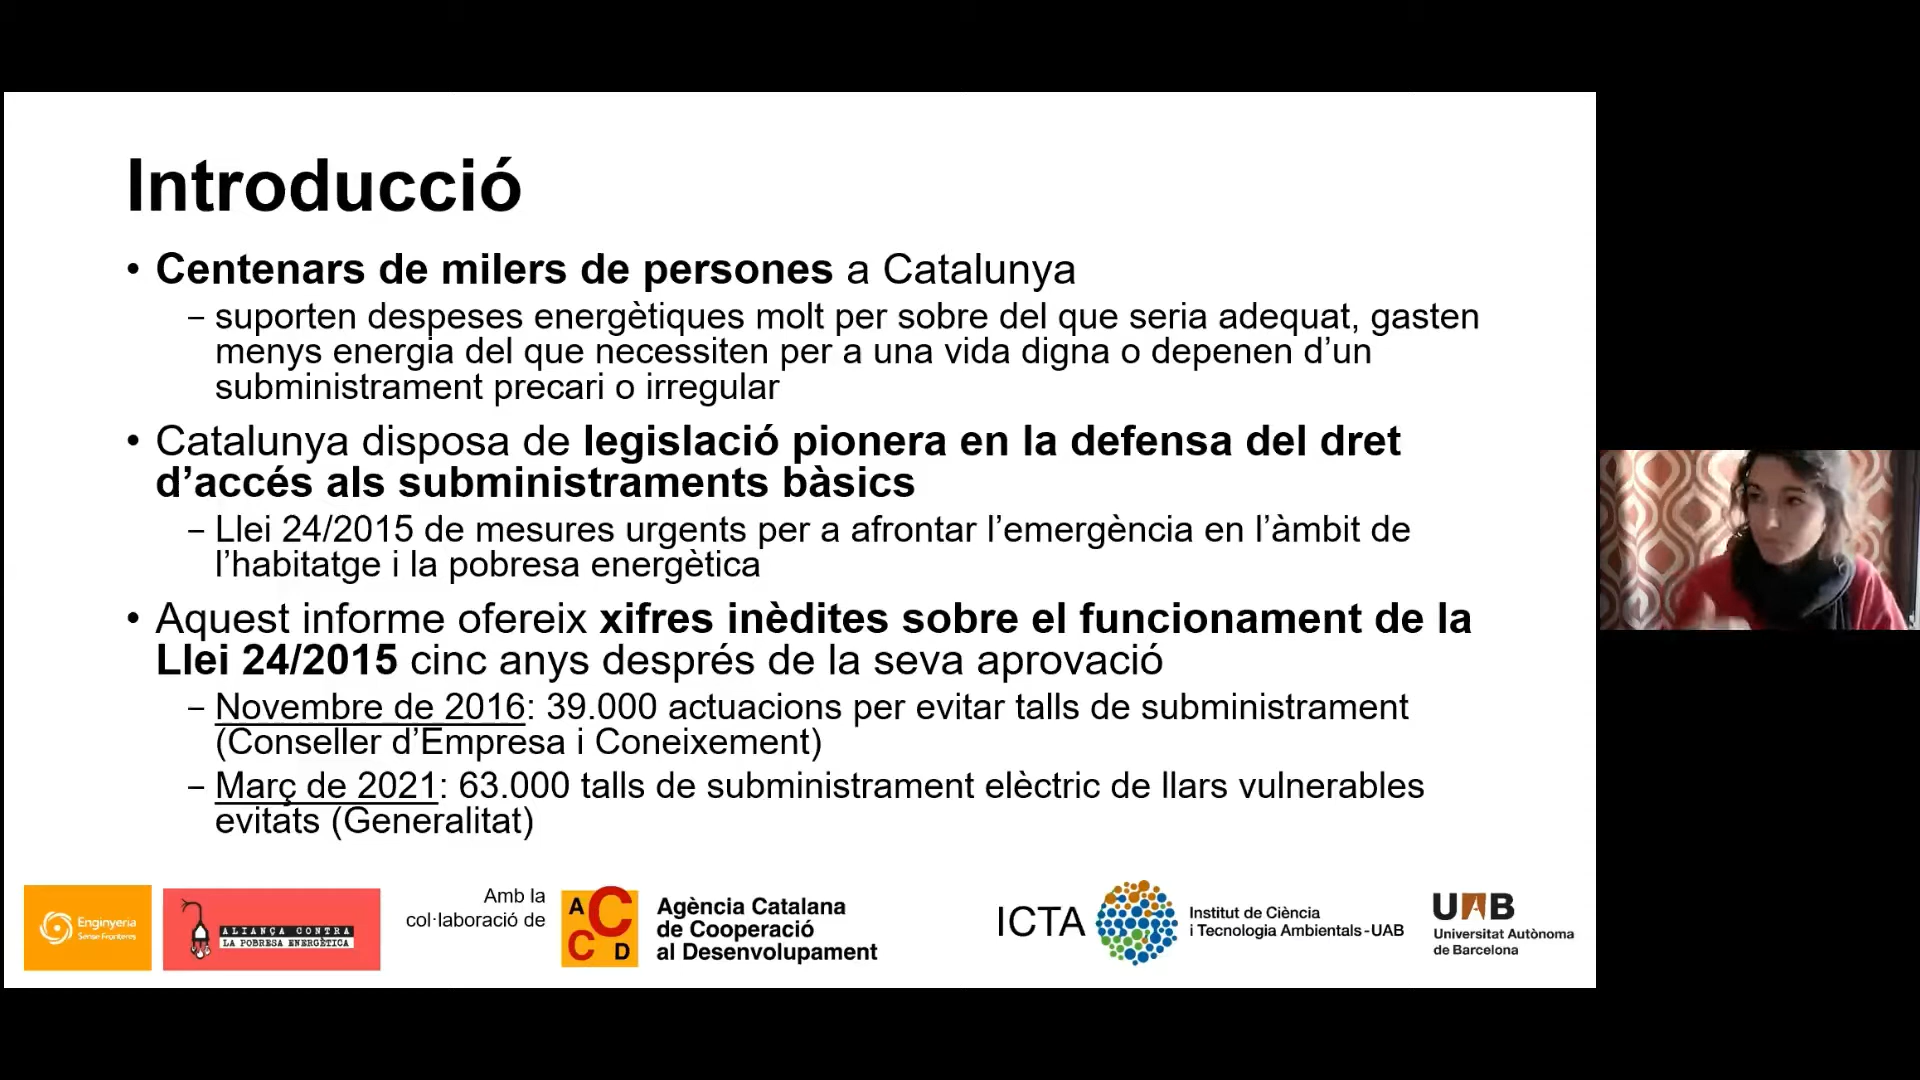 Introducció
• Centenars de milers de persones a Catalunya
– suporten despeses energètiques molt per sobre del que seria adequat, gasten
menys energia del que necessiten per a una vida digna o depenen d’un
subministrament precari o irregular
• Catalunya disposa de legislació pionera en la defensa del dret
d’accés als subministraments bàsics
– Llei 24/2015 de mesures urgents per a afrontar l’emergència en l’àmbit de
l’habitatge i la pobresa energètica
• Aquest informe ofereix xifres inèdites sobre el funcionament de la
Llei 24/2015 cinc anys després de la seva aprovació
– Novembre de 2016: 39.000 actuacions per evitar talls de subministrament
(Conseller d’Empresa i Coneixement)
– Març de 2021: 63.000 talls de subministrament elèctric de llars vulnerables
evitats (Generalitat)
Enginyeria
Sense Fronteres
ALIANÇA CONTRA
LA POBRESA ENERGÈTICA
Amb la
col·laboració de
ACCD
Agència Catalana
de Cooperació
al Desenvolupament
ICTA
Institut de Ciència
i Tecnologia Ambientals-UAB
UAB
Universitat Autònoma
de Barcelona